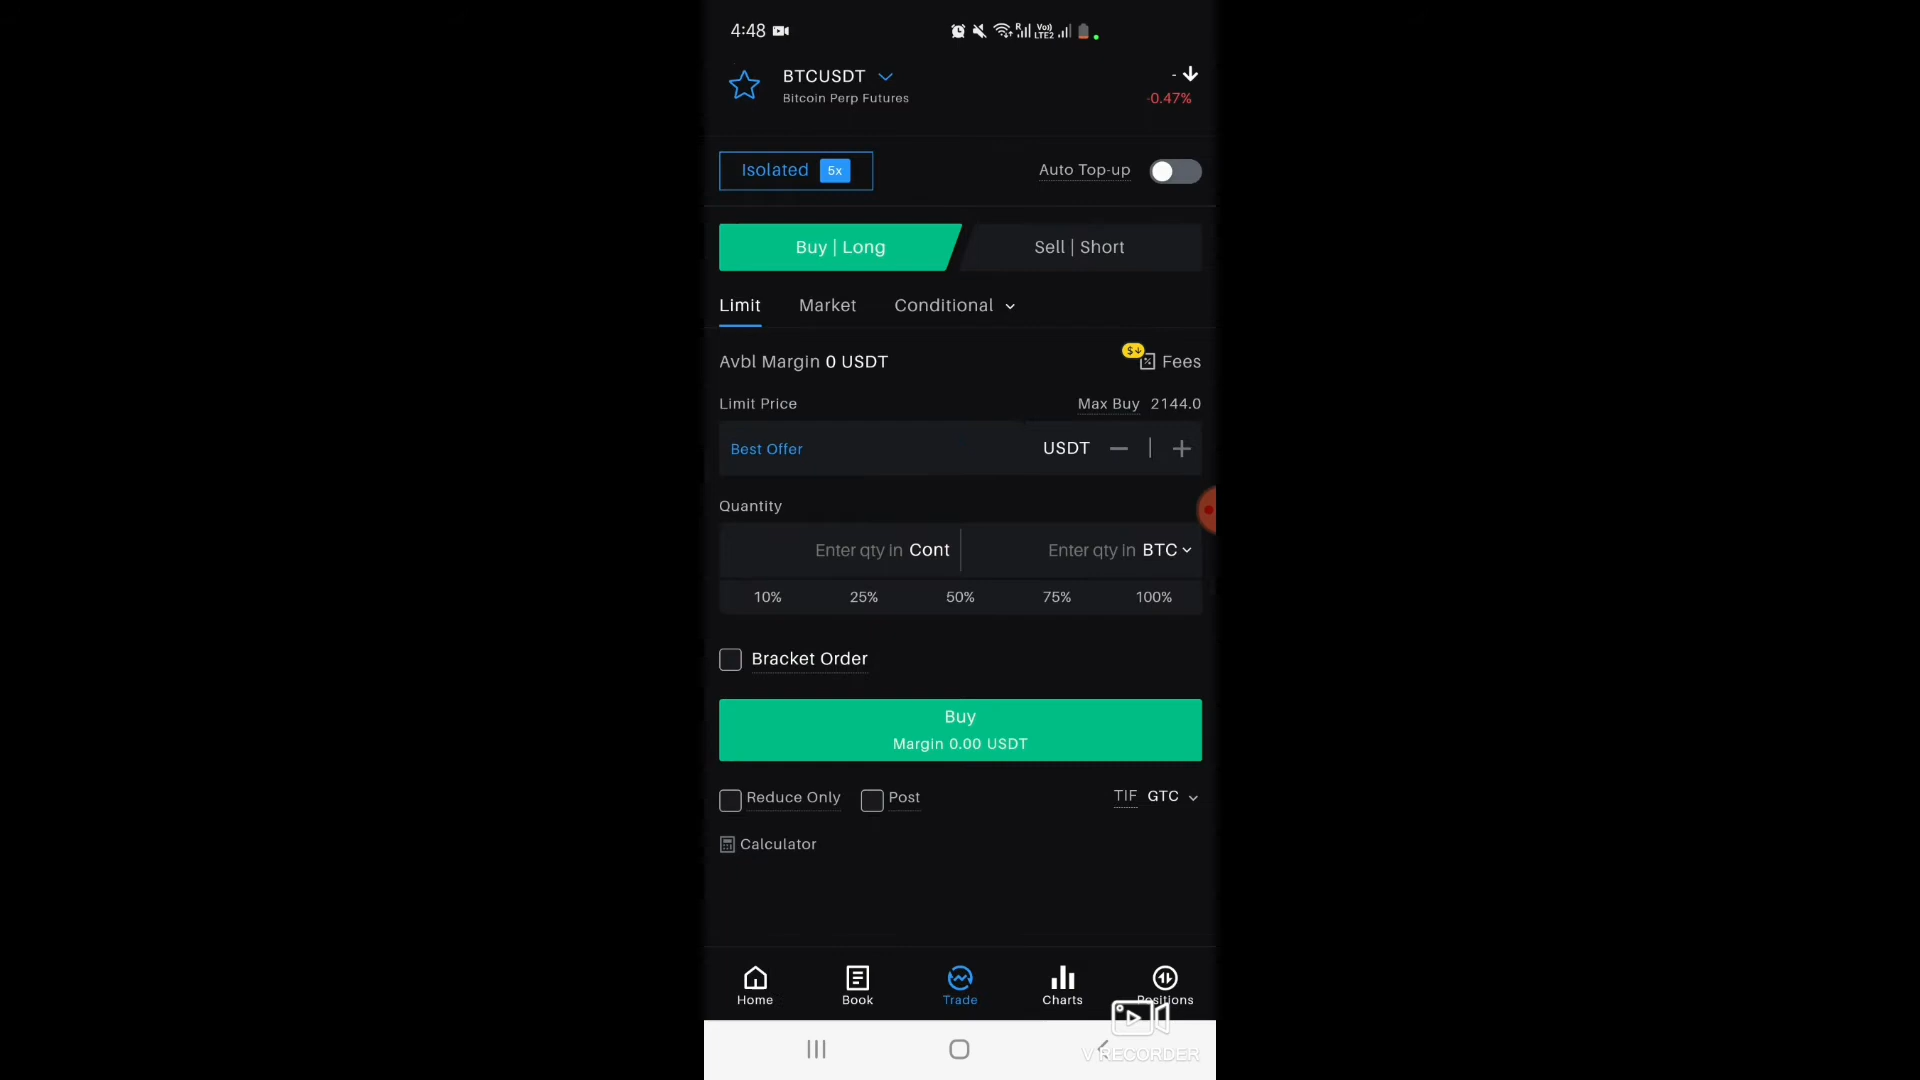 4:48
R
Vo))
LTE2
BTCUSDT
-
Bitcoin Perp Futures
-0.47%
Isolated 5x
Auto Top-up
Buy | Long
Sell | Short
Limit
Market
Conditional
Avbl Margin 0 USDT
$
Fees
Limit Price
Max Buy 2144.0
Best Offer
USDT
Quantity
Enter qty in Cont
Enter qty in BTC
10%
25%
50%
75%
100%
Bracket Order
Buy
Margin 0.00 USDT
Reduce Only
Post
TIF GTC
Calculator
Home
Book
Trade
Charts
Positions
V RECORDER